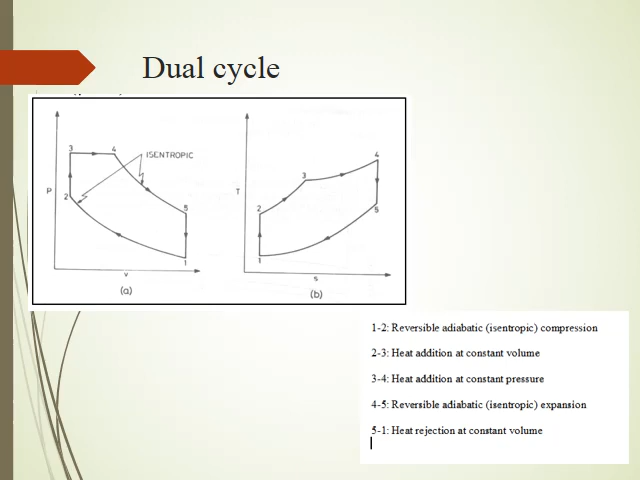 Dual cycle
3
4
ISENTROPIC
P
2
5
1
v
(a)
T
4
3
2
5
1
s
(b)
1-2: Reversible adiabatic (isentropic) compression
2-3: Heat addition at constant volume
3-4: Heat addition at constant pressure
4-5: Reversible adiabatic (isentropic) expansion
5-1: Heat rejection at constant volume